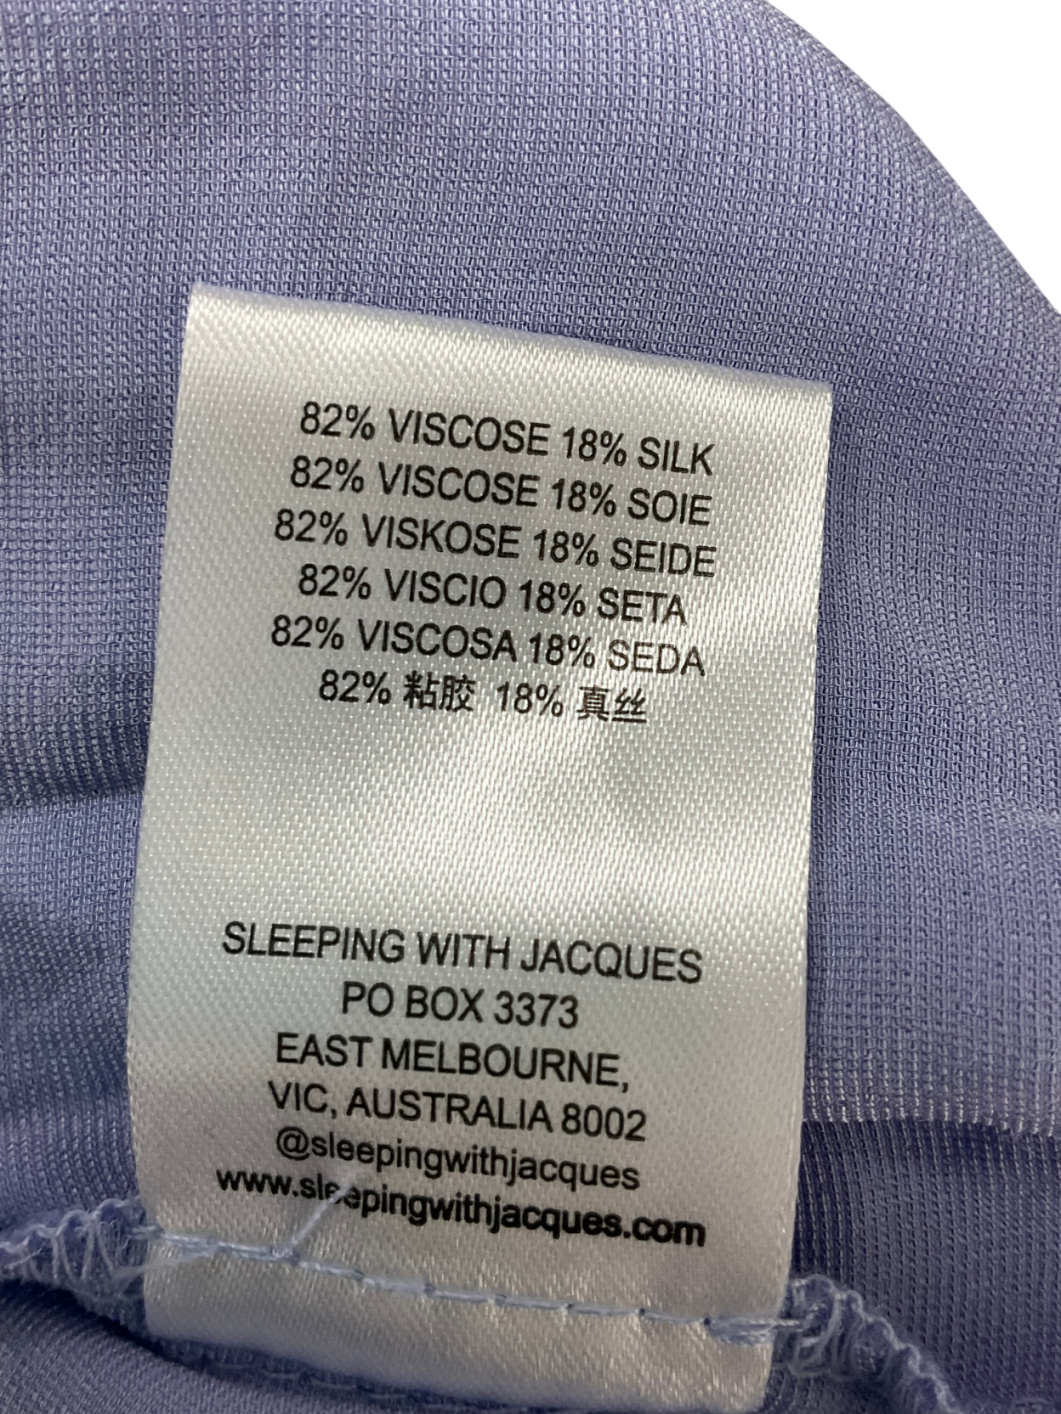 82% VISCOSE 18% SILK
82% VISCOSE 18% SOIE
82% VISKOSE 18% SEIDE
82% VISCIO 18% SETA
82% VISCOSA 18% SEDA
82% 粘胶 18% 真丝
SLEEPING WITH JACQUES
PO BOX 3373
EAST MELBOURNE,
VIC, AUSTRALIA 8002
@sleepingwithjacques
www.sleepingwithjacques.com